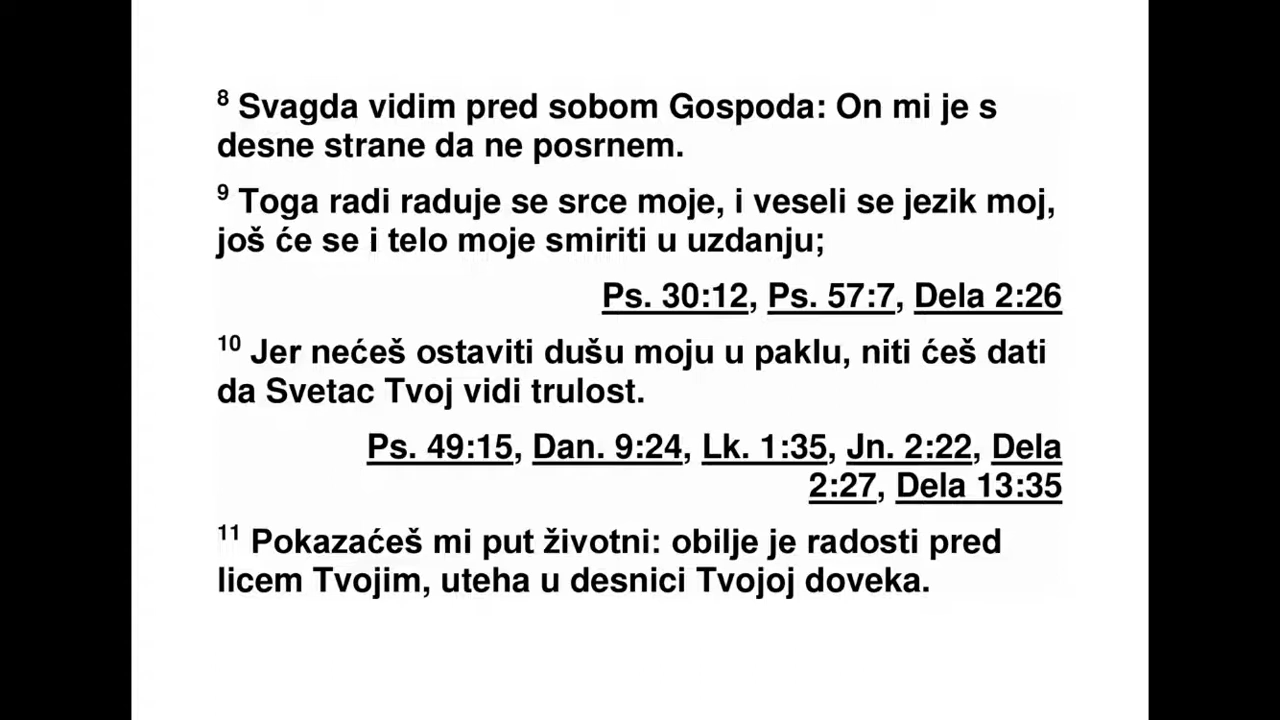 8 Svagda vidim pred sobom Gospoda: On mi je s
desne strane da ne posrnem.
9 Toga radi raduje se srce moje, i veseli se jezik moj,
još će se i telo moje smiriti u uzdanju;
Ps. 30:12, Ps. 57:7, Dela 2:26
10 Jer nećeš ostaviti dušu moju u paklu, niti ćeš dati
da Svetac Tvoj vidi trulost.
Ps. 49:15, Dan. 9:24, Lk. 1:35, Jn. 2:22, Dela
2:27, Dela 13:35
11 Pokazaćeš mi put životni: obilje je radosti pred
licem Tvojim, uteha u desnici Tvojoj doveka.